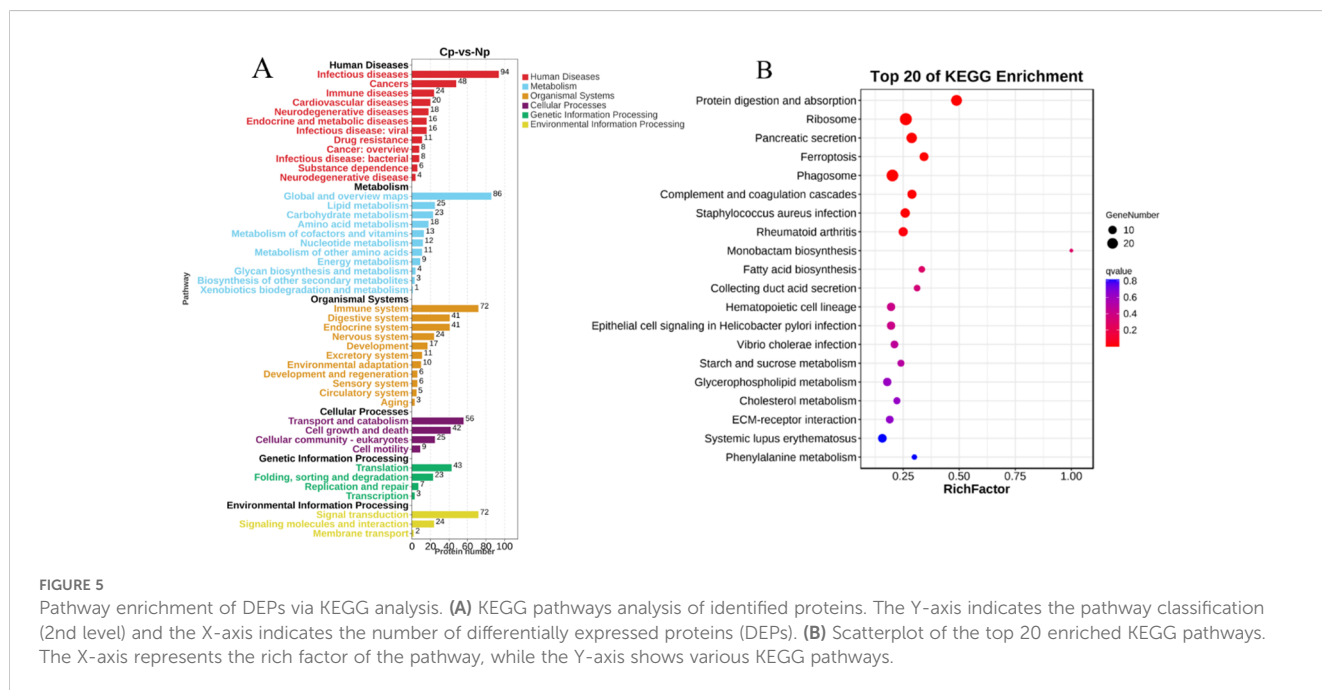 A
Cp-vs-Np
Human Diseases
Infectious diseases 94
Cancers 48
Immune diseases 24
Cardiovascular diseases 20
Neurodegenerative diseases 18
Endocrine and metabolic diseases 16
Infectious disease: viral 16
Drug resistance 11
Cancer: overview 8
Infectious disease: bacterial 8
Substance dependence 6
Neurodegenerative disease 4
Metabolism
Global and overview maps 86
Lipid metabolism 25
Carbohydrate metabolism 23
Amino acid metabolism 18
Metabolism of cofactors and vitamins 13
Nucleotide metabolism 12
Metabolism of other amino acids 11
Energy metabolism 9
Glycan biosynthesis and metabolism 4
Biosynthesis of other secondary metabolites 3
Xenobiotics biodegradation and metabolism 1
Organismal Systems
Immune system 72
Digestive system 41
Endocrine system 41
Nervous system 24
Development 17
Excretory system 11
Environmental adaptation 10
Development and regeneration 6
Sensory system 6
Circulatory system 5
Aging 3
Cellular Processes
Transport and catabolism 56
Cell growth and death 42
Cellular community - eukaryotes 25
Cell motility 9
Genetic Information Processing
Translation 43
Folding, sorting and degradation 23
Replication and repair 7
Transcription 3
Environmental Information Processing
Signal transduction 72
Signaling molecules and interaction 24
Membrane transport 2
0 20 40 60 80 100
Protein number
Pathway
Human Diseases
Metabolism
Organismal Systems
Cellular Processes
Genetic Information Processing
Environmental Information Processing
B
Top 20 of KEGG Enrichment
Protein digestion and absorption
Ribosome
Pancreatic secretion
Ferroptosis
Phagosome
Complement and coagulation cascades
Staphylococcus aureus infection
Rheumatoid arthritis
Monobactam biosynthesis
Fatty acid biosynthesis
Collecting duct acid secretion
Hematopoietic cell lineage
Epithelial cell signaling in Helicobacter pylori infection
Vibrio cholerae infection
Starch and sucrose metabolism
Glycerophospholipid metabolism
Cholesterol metabolism
ECM-receptor interaction
Systemic lupus erythematosus
Phenylalanine metabolism
0.25 0.50 0.75 1.00
RichFactor
GeneNumber
10
20
qvalue
0.8
0.6
0.4
0.2
FIGURE 5
Pathway enrichment of DEPs via KEGG analysis. (A) KEGG pathways analysis of identified proteins. The Y-axis indicates the pathway classification
(2nd level) and the X-axis indicates the number of differentially expressed proteins (DEPs). (B) Scatterplot of the top 20 enriched KEGG pathways.
The X-axis represents the rich factor of the pathway, while the Y-axis shows various KEGG pathways.